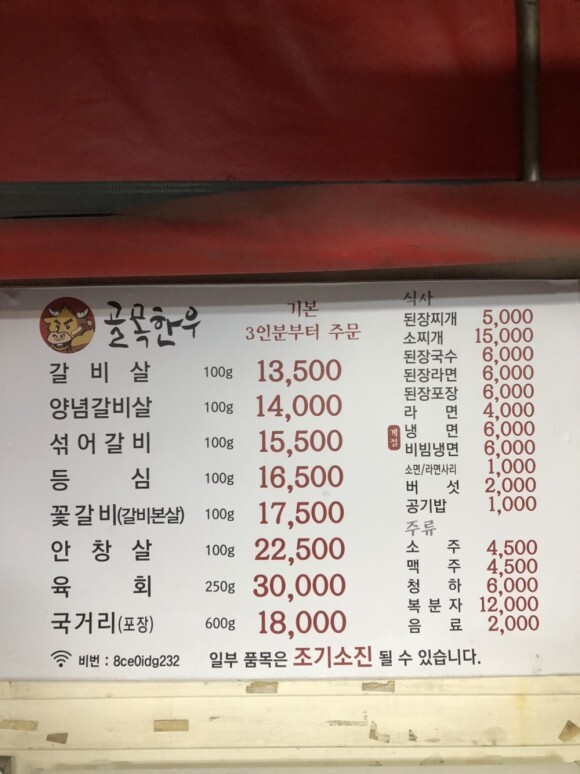 골목한우
기본
3인분부터 주문
갈비살 100g 13,500
양념갈비살 100g 14,000
섞어갈비 100g 15,500
등심 100g 16,500
꽃갈비(갈비본살) 100g 17,500
안창살 100g 22,500
육회 250g 30,000
국거리(포장) 600g 18,000
비번 : 8ce0idg232
일부 품목은 조기소진 될 수 있습니다.
식사
된장찌개 5,000
소찌개 15,000
된장국수 6,000
된장라면 6,000
된장포장 6,000
라면 4,000
계절
냉면 6,000
비빔냉면 6,000
소면/라면사리 1,000
버섯 2,000
공기밥 1,000
주류
소주 4,500
맥주 4,500
청하 6,000
복분자 12,000
음료 2,000